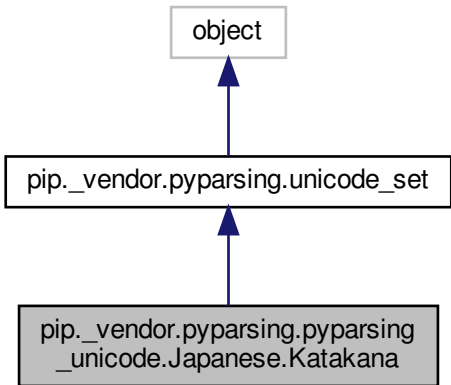 object
pip._vendor.pyparsing.unicode_set
pip._vendor.pyparsing.pyparsing
_unicode.Japanese.Katakana